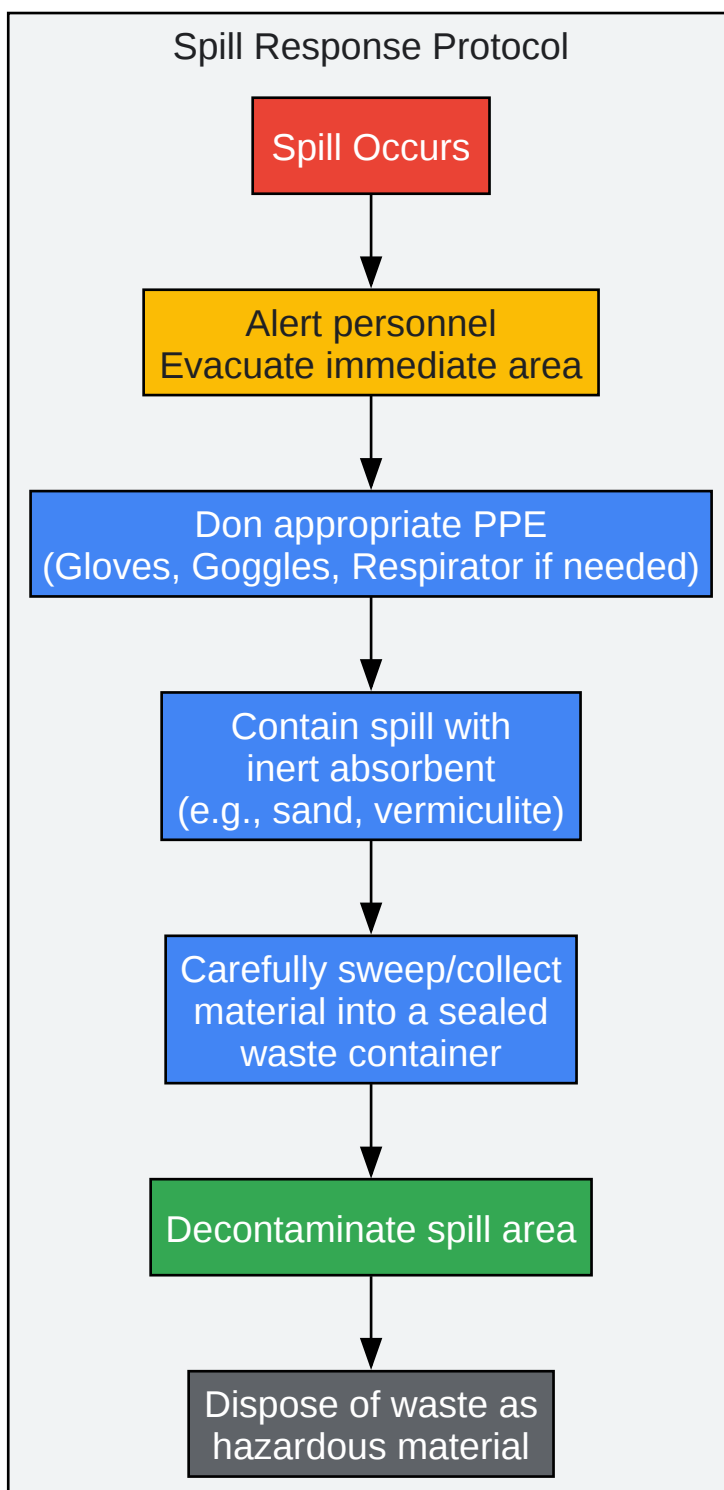 Spill Response Protocol
Spill Occurs
Alert personnel
Evacuate immediate area
Don appropriate PPE
(Gloves, Goggles, Respirator if needed)
Contain spill with
inert absorbent
(e.g., sand, vermiculite)
Carefully sweep/collect
material into a sealed
waste container
Decontaminate spill area
Dispose of waste as
hazardous material